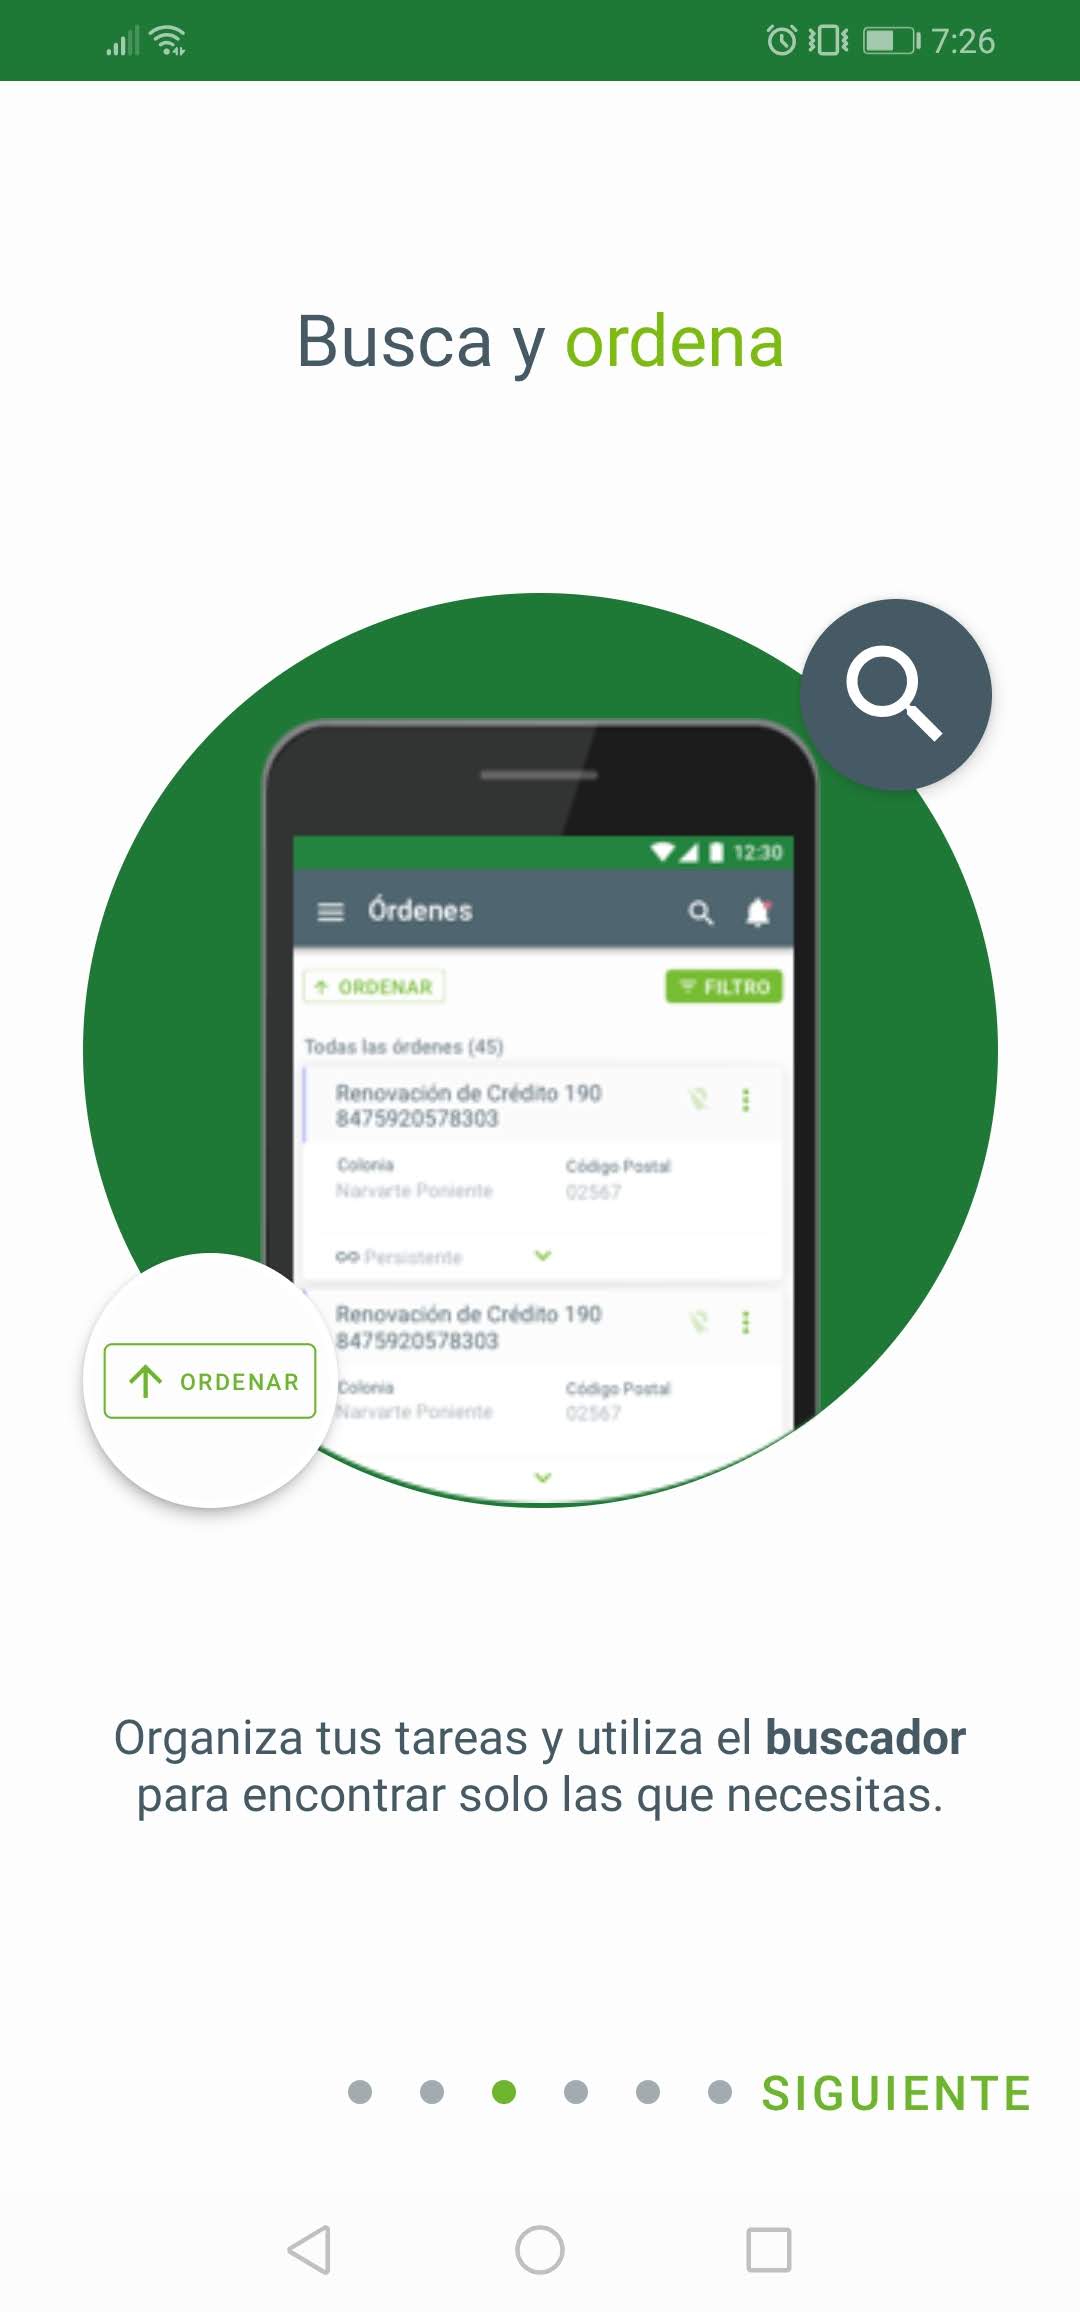 7:26
Busca y ordena
12:30
Órdenes
ORDENAR
FILTRO
Todas las órdenes (45)
Renovación de Crédito 190
8475920578303
Colonia
Código Postal
Narvarte Poniente
02567
Persistente
Renovación de Crédito 190
8475920578303
ORDENAR
Colonia
Código Postal
Narvarte Poniente
02567
Organiza tus tareas y utiliza el buscador
para encontrar solo las que necesitas.
SIGUIENTE